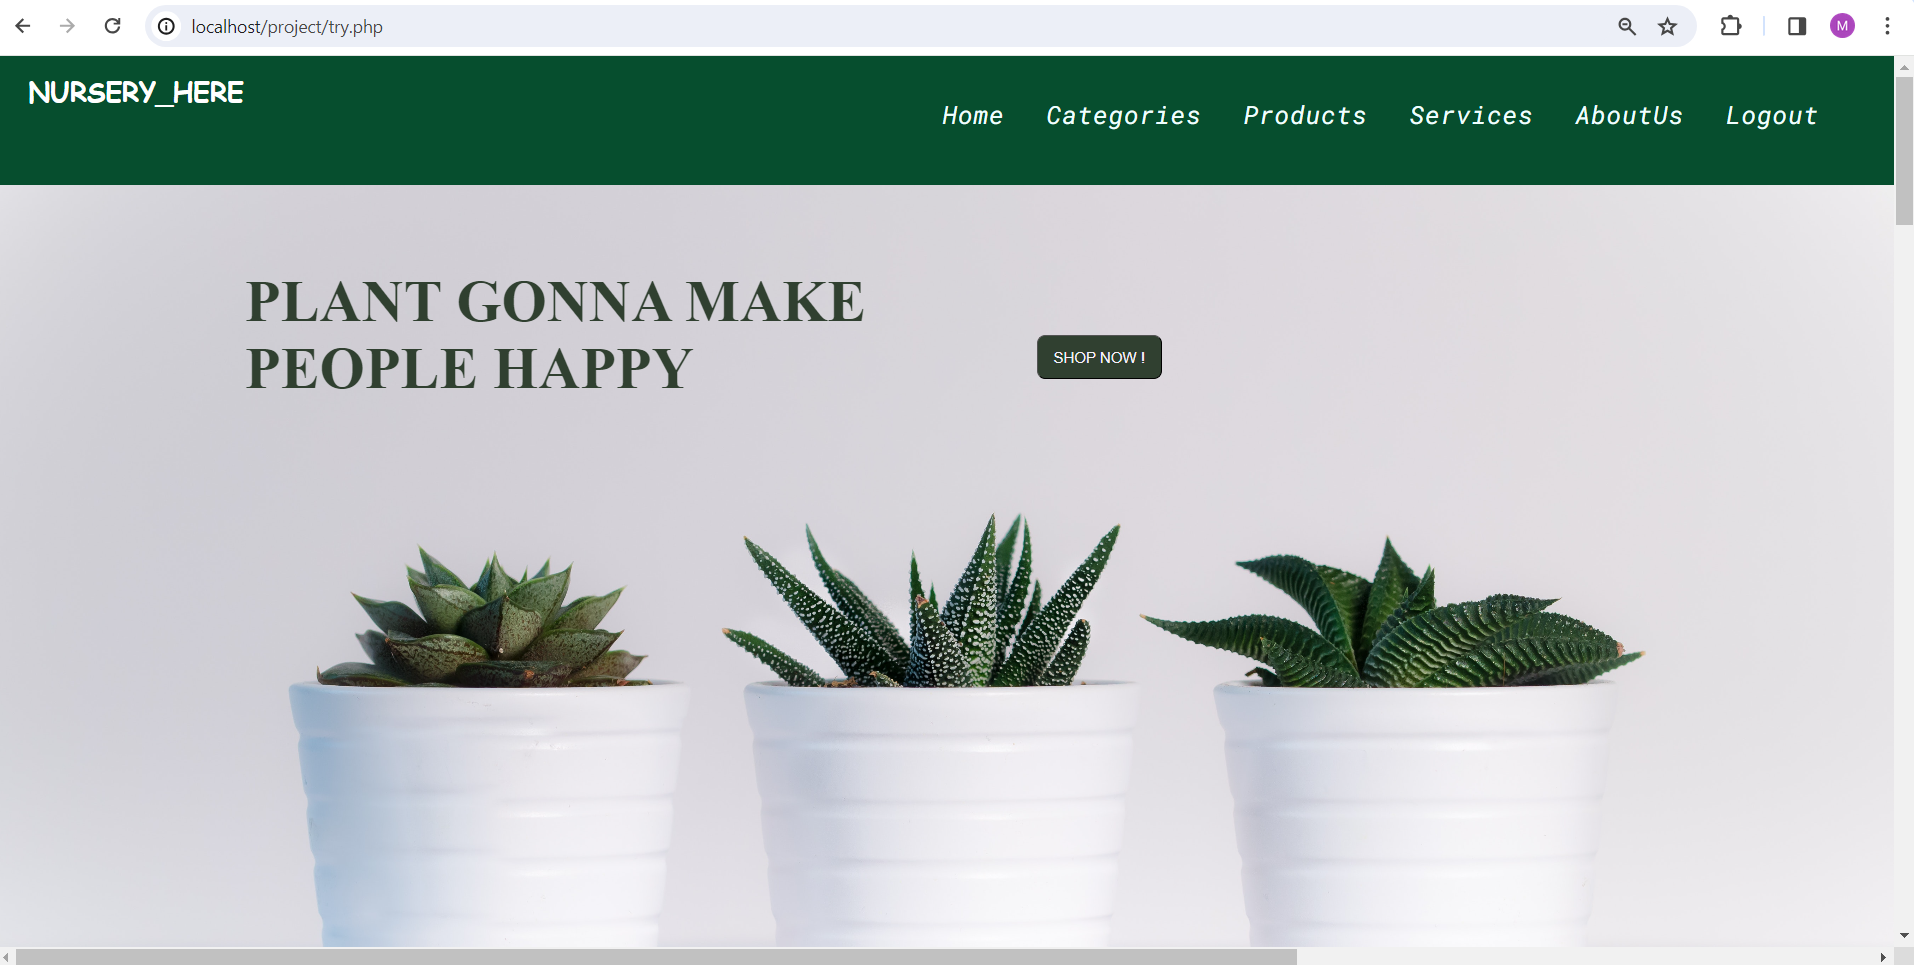 localhost/project/try.php
M
NURSERY_HERE
Home Categories Products Services AboutUs Logout
PLANT GONNA MAKE
PEOPLE HAPPY
SHOP NOW !